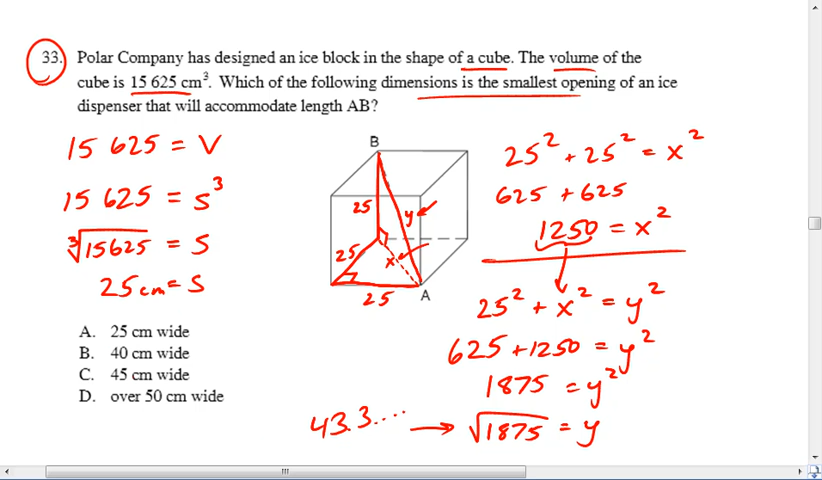 33. Polar Company has designed an ice block in the shape of a cube. The volume of the
cube is 15 625 cm³. Which of the following dimensions is the smallest opening of an ice
dispenser that will accommodate length AB?
15 625 = V
15 625 = s³
∛15625 = s
25cm = s
B
25
y
25
x
25
A
25² + 25² = x²
625 + 625
1250 = x²
25² + x² = y²
625 + 1250 = y²
1875 = y²
43.3.... → √1875 = y
A. 25 cm wide
B. 40 cm wide
C. 45 cm wide
D. over 50 cm wide